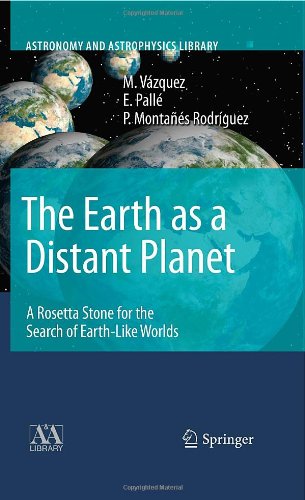 ASTRONOMY AND ASTROPHYSICS LIBRARY
M. Vázquez
E. Pallé
P. Montañés Rodríguez
The Earth as a
Distant Planet
A Rosetta Stone for the
Search of Earth-Like Worlds
A&A
LIBRARY
Springer